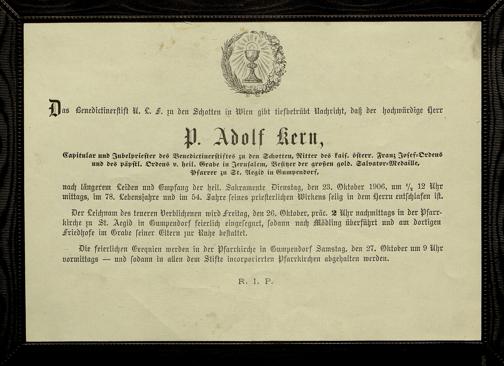 Das Benedictinerstift U. L. F. zu den Schotten in Wien gibt tiefbetrübt Nachricht, daß der hochwürdige Herr
P. Adolf Kern,
Capitular und Jubelpriester des Benedictinerstiftes zu den Schotten, Ritter des kais. österr. Franz Josef-Ordens
und des päpstl. Ordens v. heil. Grabe in Jerusalem, Besitzer der großen gold. Salvator-Medaille,
Pfarrer zu St. Aegid in Gumpendorf,
nach längerem Leiden und Empfang der heil. Sakramente Dienstag, den 23. Oktober 1906, um 12 Uhr
mittags, im 78. Lebensjahre und im 54. Jahre seines priesterlichen Wirkens selig in dem Herrn entschlafen ist.
Der Leichnam des teueren Verblichenen wird Freitag, den 26. Oktober, präc. 2 Uhr nachmittags in der Pfarr-
kirche zu St. Aegid in Gumpendorf feierlich eingesegnet, sodann nach Mödling überführt und am dortigen
Friedhofe im Grabe seiner Eltern zur Ruhe bestattet.
Die feierlichen Exequien werden in der Pfarrkirche in Gumpendorf Samstag, den 27. Oktober um 9 Uhr
vormittags — und sodann in allen dem Stifte incorporierten Pfarrkirchen abgehalten werden.
R. I. P.